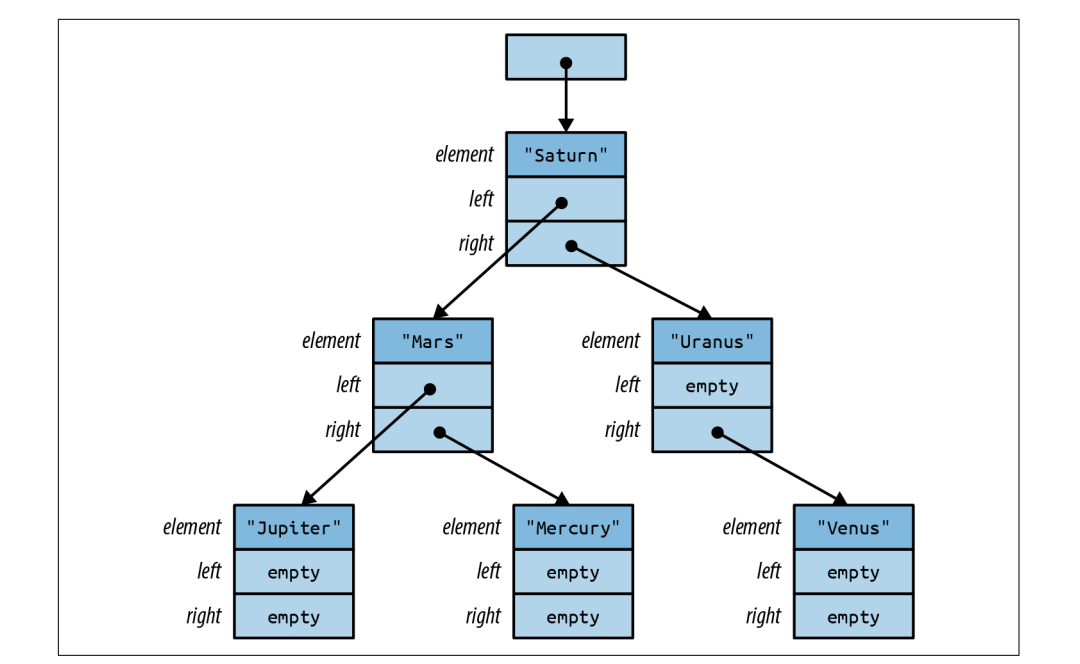 element "Saturn"
left
right
element "Mars" element "Uranus"
left left empty
right right
element "Jupiter" element "Mercury" element "Venus"
left empty left empty left empty
right empty right empty right empty